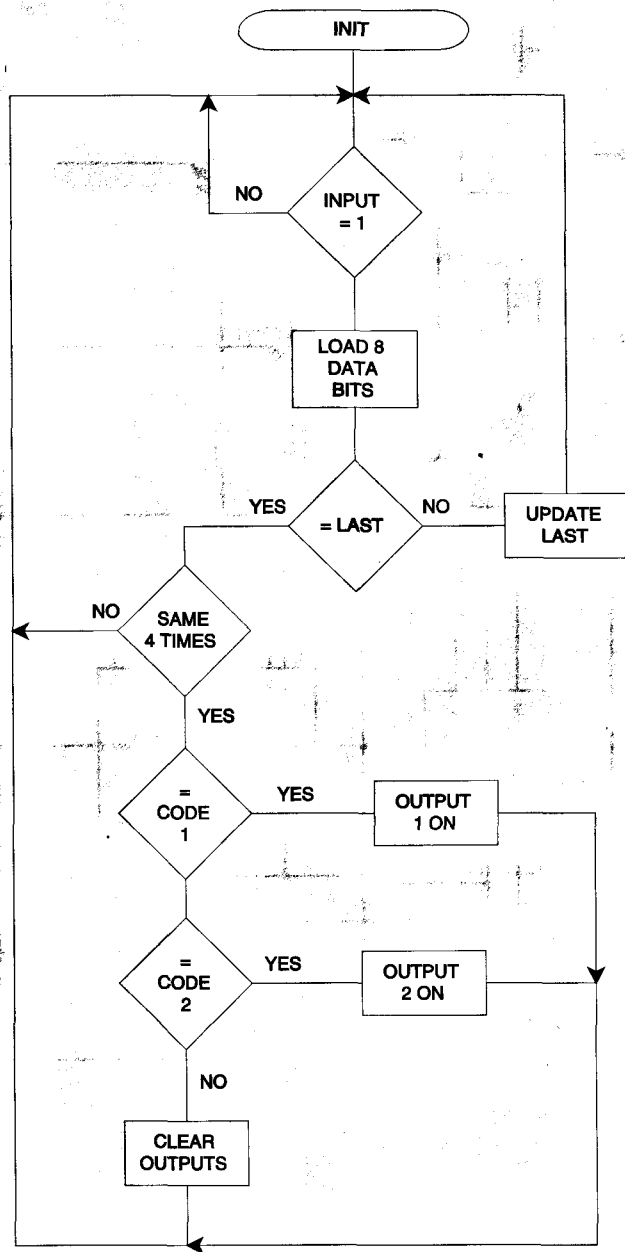 INIT
NO
INPUT
= 1
LOAD 8
DATA
BITS
YES
= LAST
NO
UPDATE
LAST
NO
SAME
4 TIMES
YES
=
CODE
1
YES
OUTPUT
1 ON
=
CODE
2
YES
OUTPUT
2 ON
NO
CLEAR
OUTPUTS